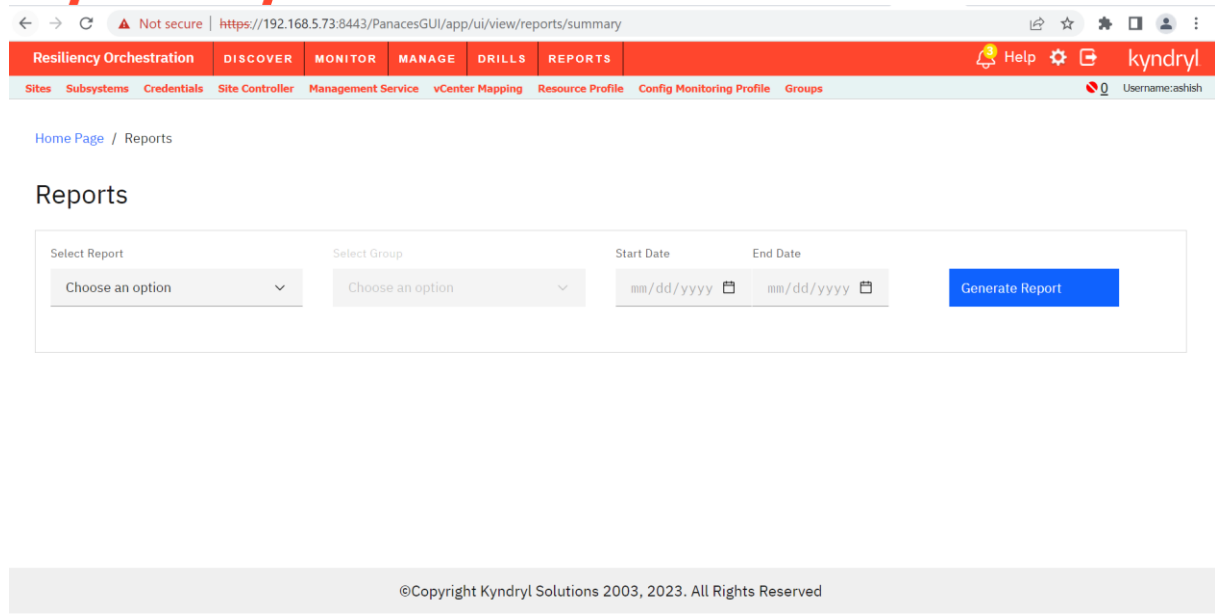 Not secure | https://192.168.5.73:8443/PanacesGUI/app/ui/view/reports/summary
Resiliency Orchestration DISCOVER MONITOR MANAGE DRILLS REPORTS 3 Help kyndryl
Sites Subsystems Credentials Site Controller Management Service vCenter Mapping Resource Profile Config Monitoring Profile Groups 0 Username:ashish
Home Page / Reports
Reports
Select Report Select Group Start Date End Date
Choose an option Choose an option mm/dd/yyyy mm/dd/yyyy Generate Report
©Copyright Kyndryl Solutions 2003, 2023. All Rights Reserved